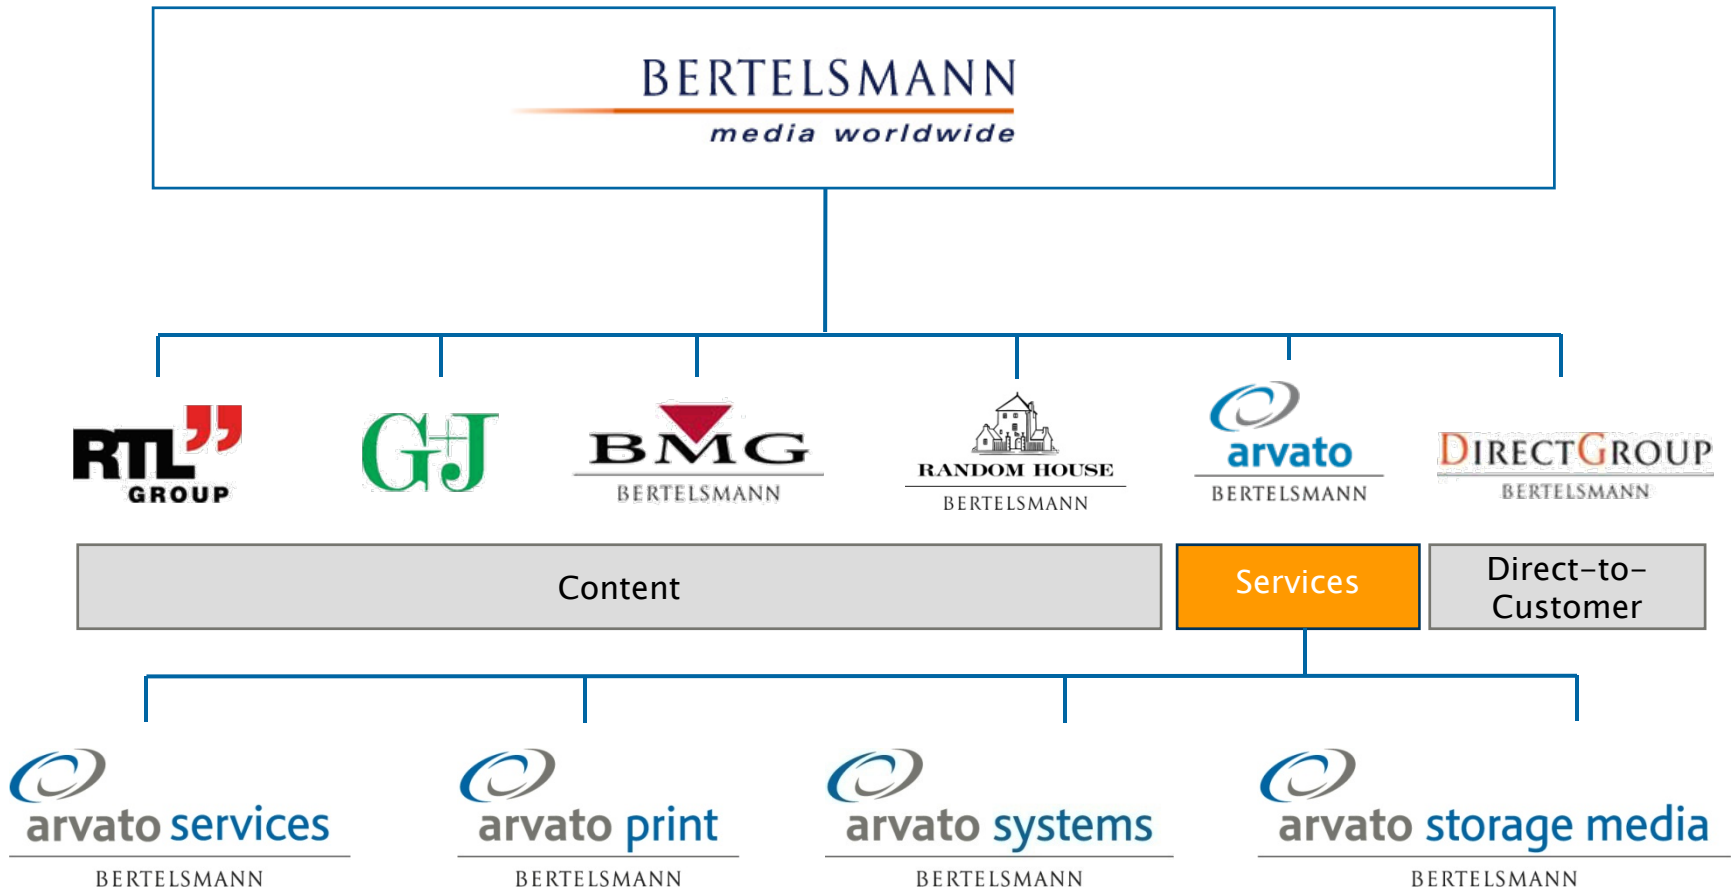 BERTELSMANN
media worldwide
RTL
GROUP
G+J
BMG
BERTELSMANN
RANDOM HOUSE
BERTELSMANN
arvato
BERTELSMANN
DIRECTGROUP
BERTELSMANN
Content
Services
Direct-to-
Customer
arvato services
BERTELSMANN
arvato print
BERTELSMANN
arvato systems
BERTELSMANN
arvato storage media
BERTELSMANN